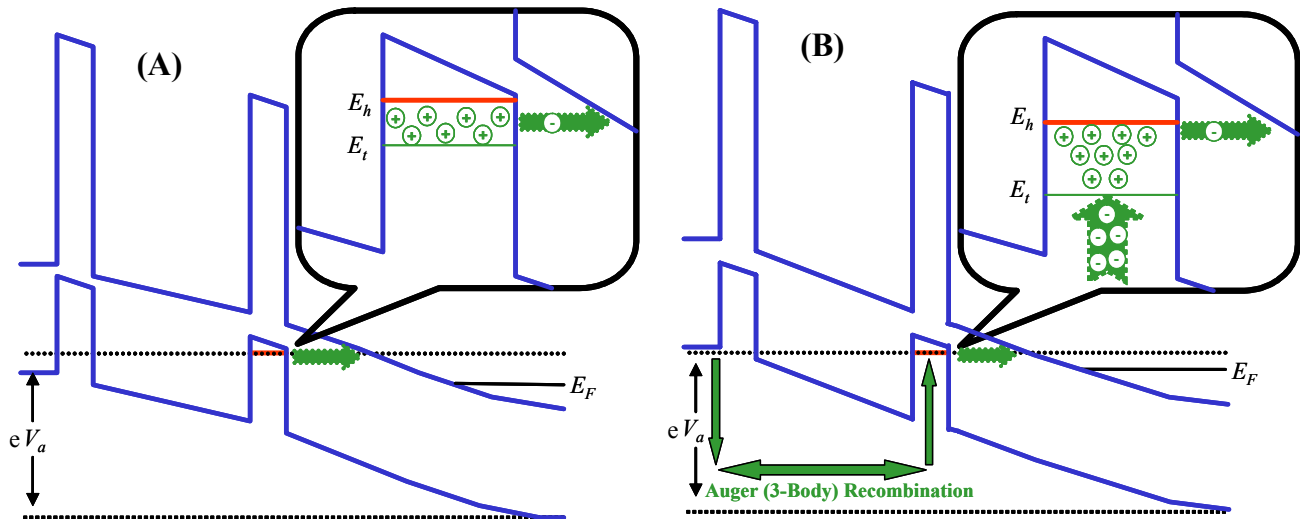 (A)
E_h
+ + + + + + +
-
E_t
E_F
e V_a
(B)
E_h
+ + + + + + + + +
-
E_t
- - - - -
E_F
e V_a
Auger (3-Body) Recombination